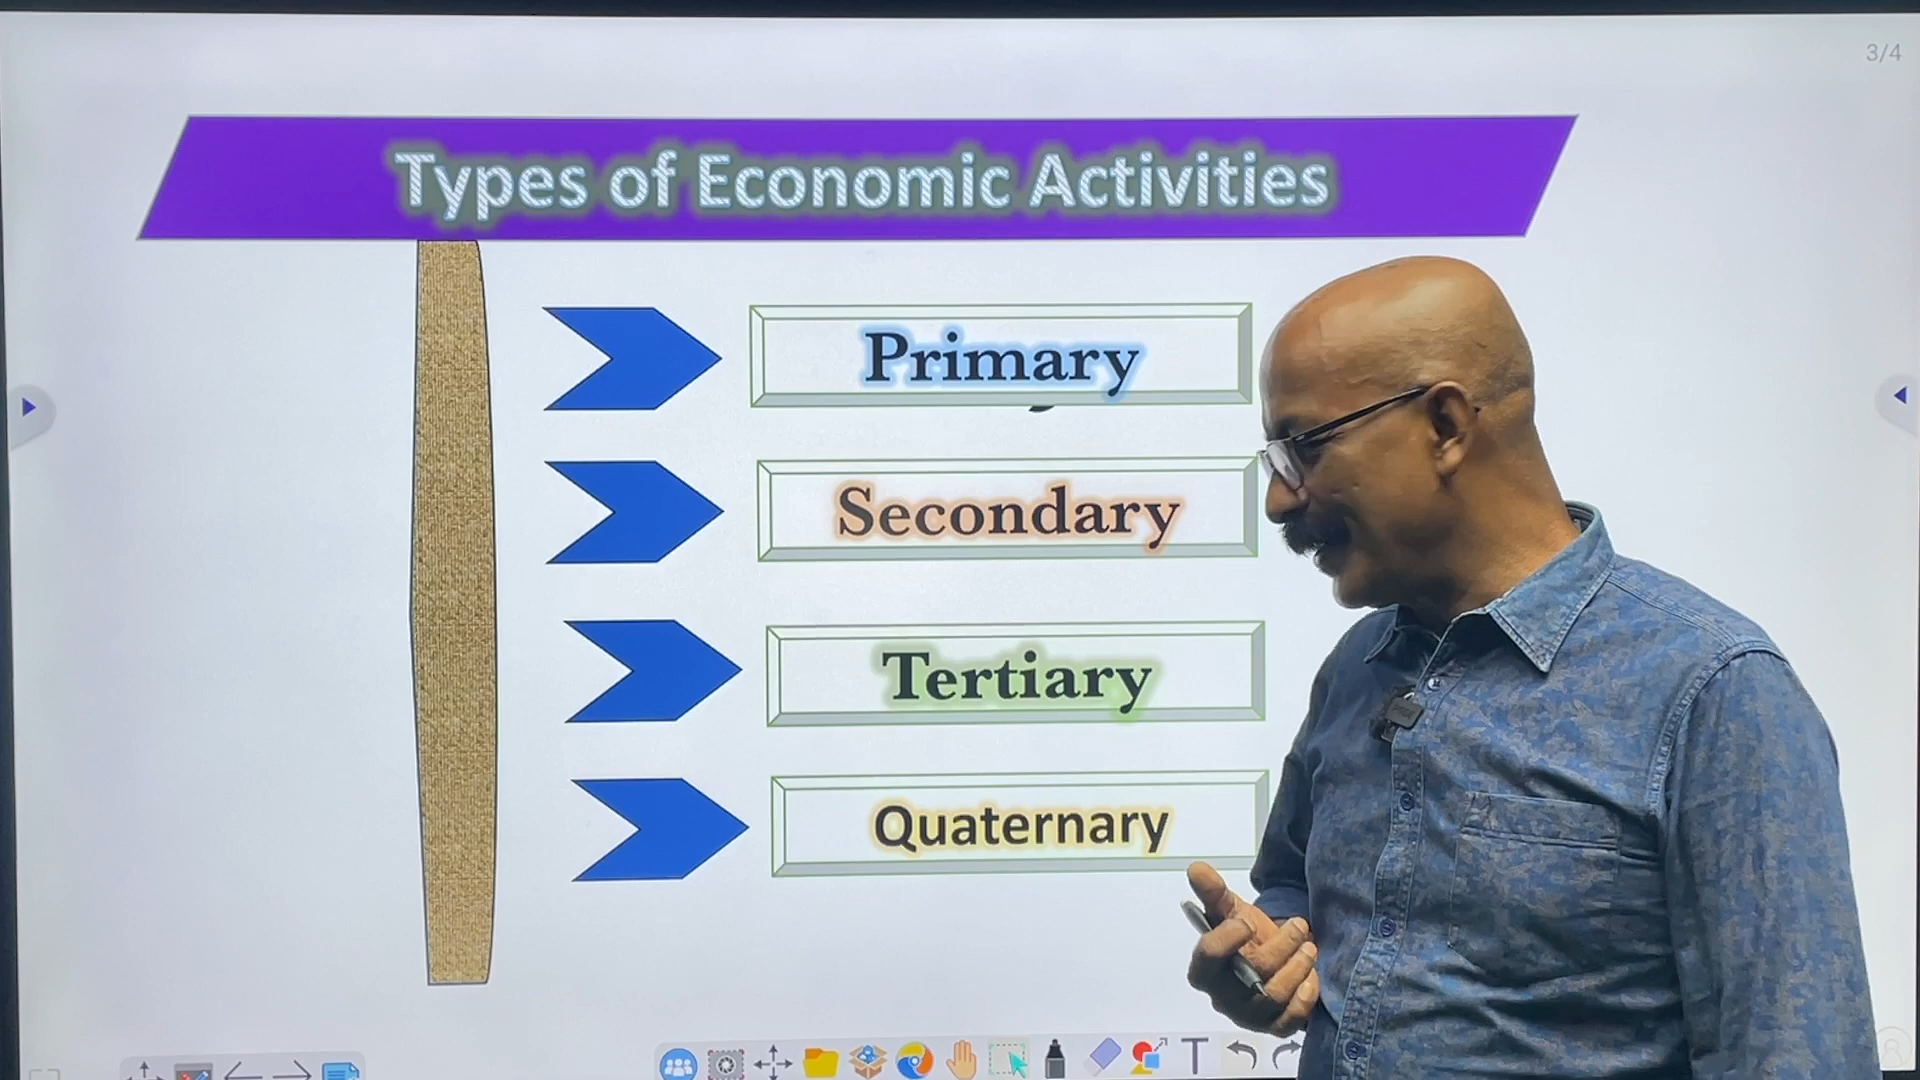 3/4
Types of Economic Activities
Primary
Secondary
Tertiary
Quaternary
T